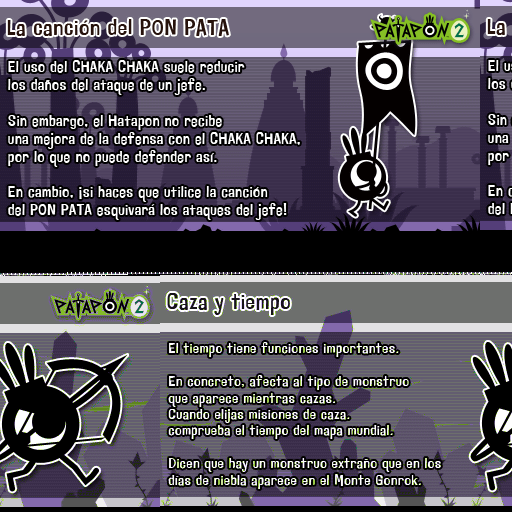 La canción del PON PATA
PATAPON 2
La
El uso del CHAKA CHAKA suele reducir
los daños del ataque de un jefe.
El u
los
Sin embargo, el Hatapon no recibe
una mejora de la defensa con el CHAKA CHAKA,
por lo que no puede defender así.
Sin
una
por
En cambio, ¡si haces que utilice la canción
del PON PATA esquivará los ataques del jefe!
En c
del
PATAPON 2
Caza y tiempo
El tiempo tiene funciones importantes.
En concreto, afecta al tipo de monstruo
que aparece mientras cazas.
Cuando elijas misiones de caza,
comprueba el tiempo del mapa mundial.
Dicen que hay un monstruo extraño que en los
días de niebla aparece en el Monte Gonrok.